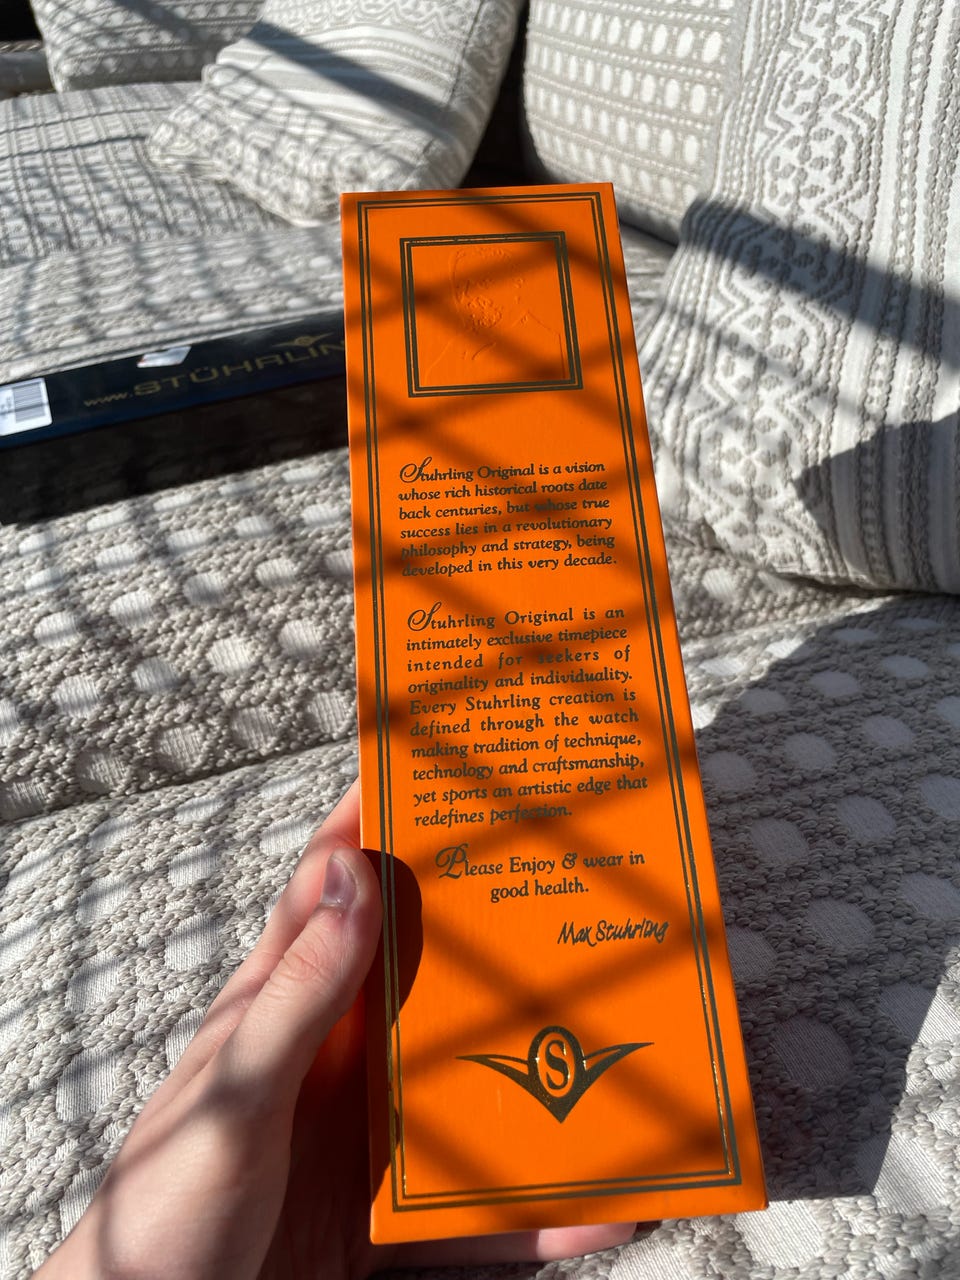 www.STÜHRLIN
Stuhrling Original is a vision
whose rich historical roots date
back centuries, but whose true
success lies in a revolutionary
philosophy and strategy, being
developed in this very decade.
Stuhrling Original is an
intimately exclusive timepiece
intended for seekers of
originality and individuality.
Every Stuhrling creation is
defined through the watch
making tradition of technique,
technology and craftsmanship,
yet sports an artistic edge that
redefines perfection.
Please Enjoy & wear in
good health.
Max Stuhrling
S